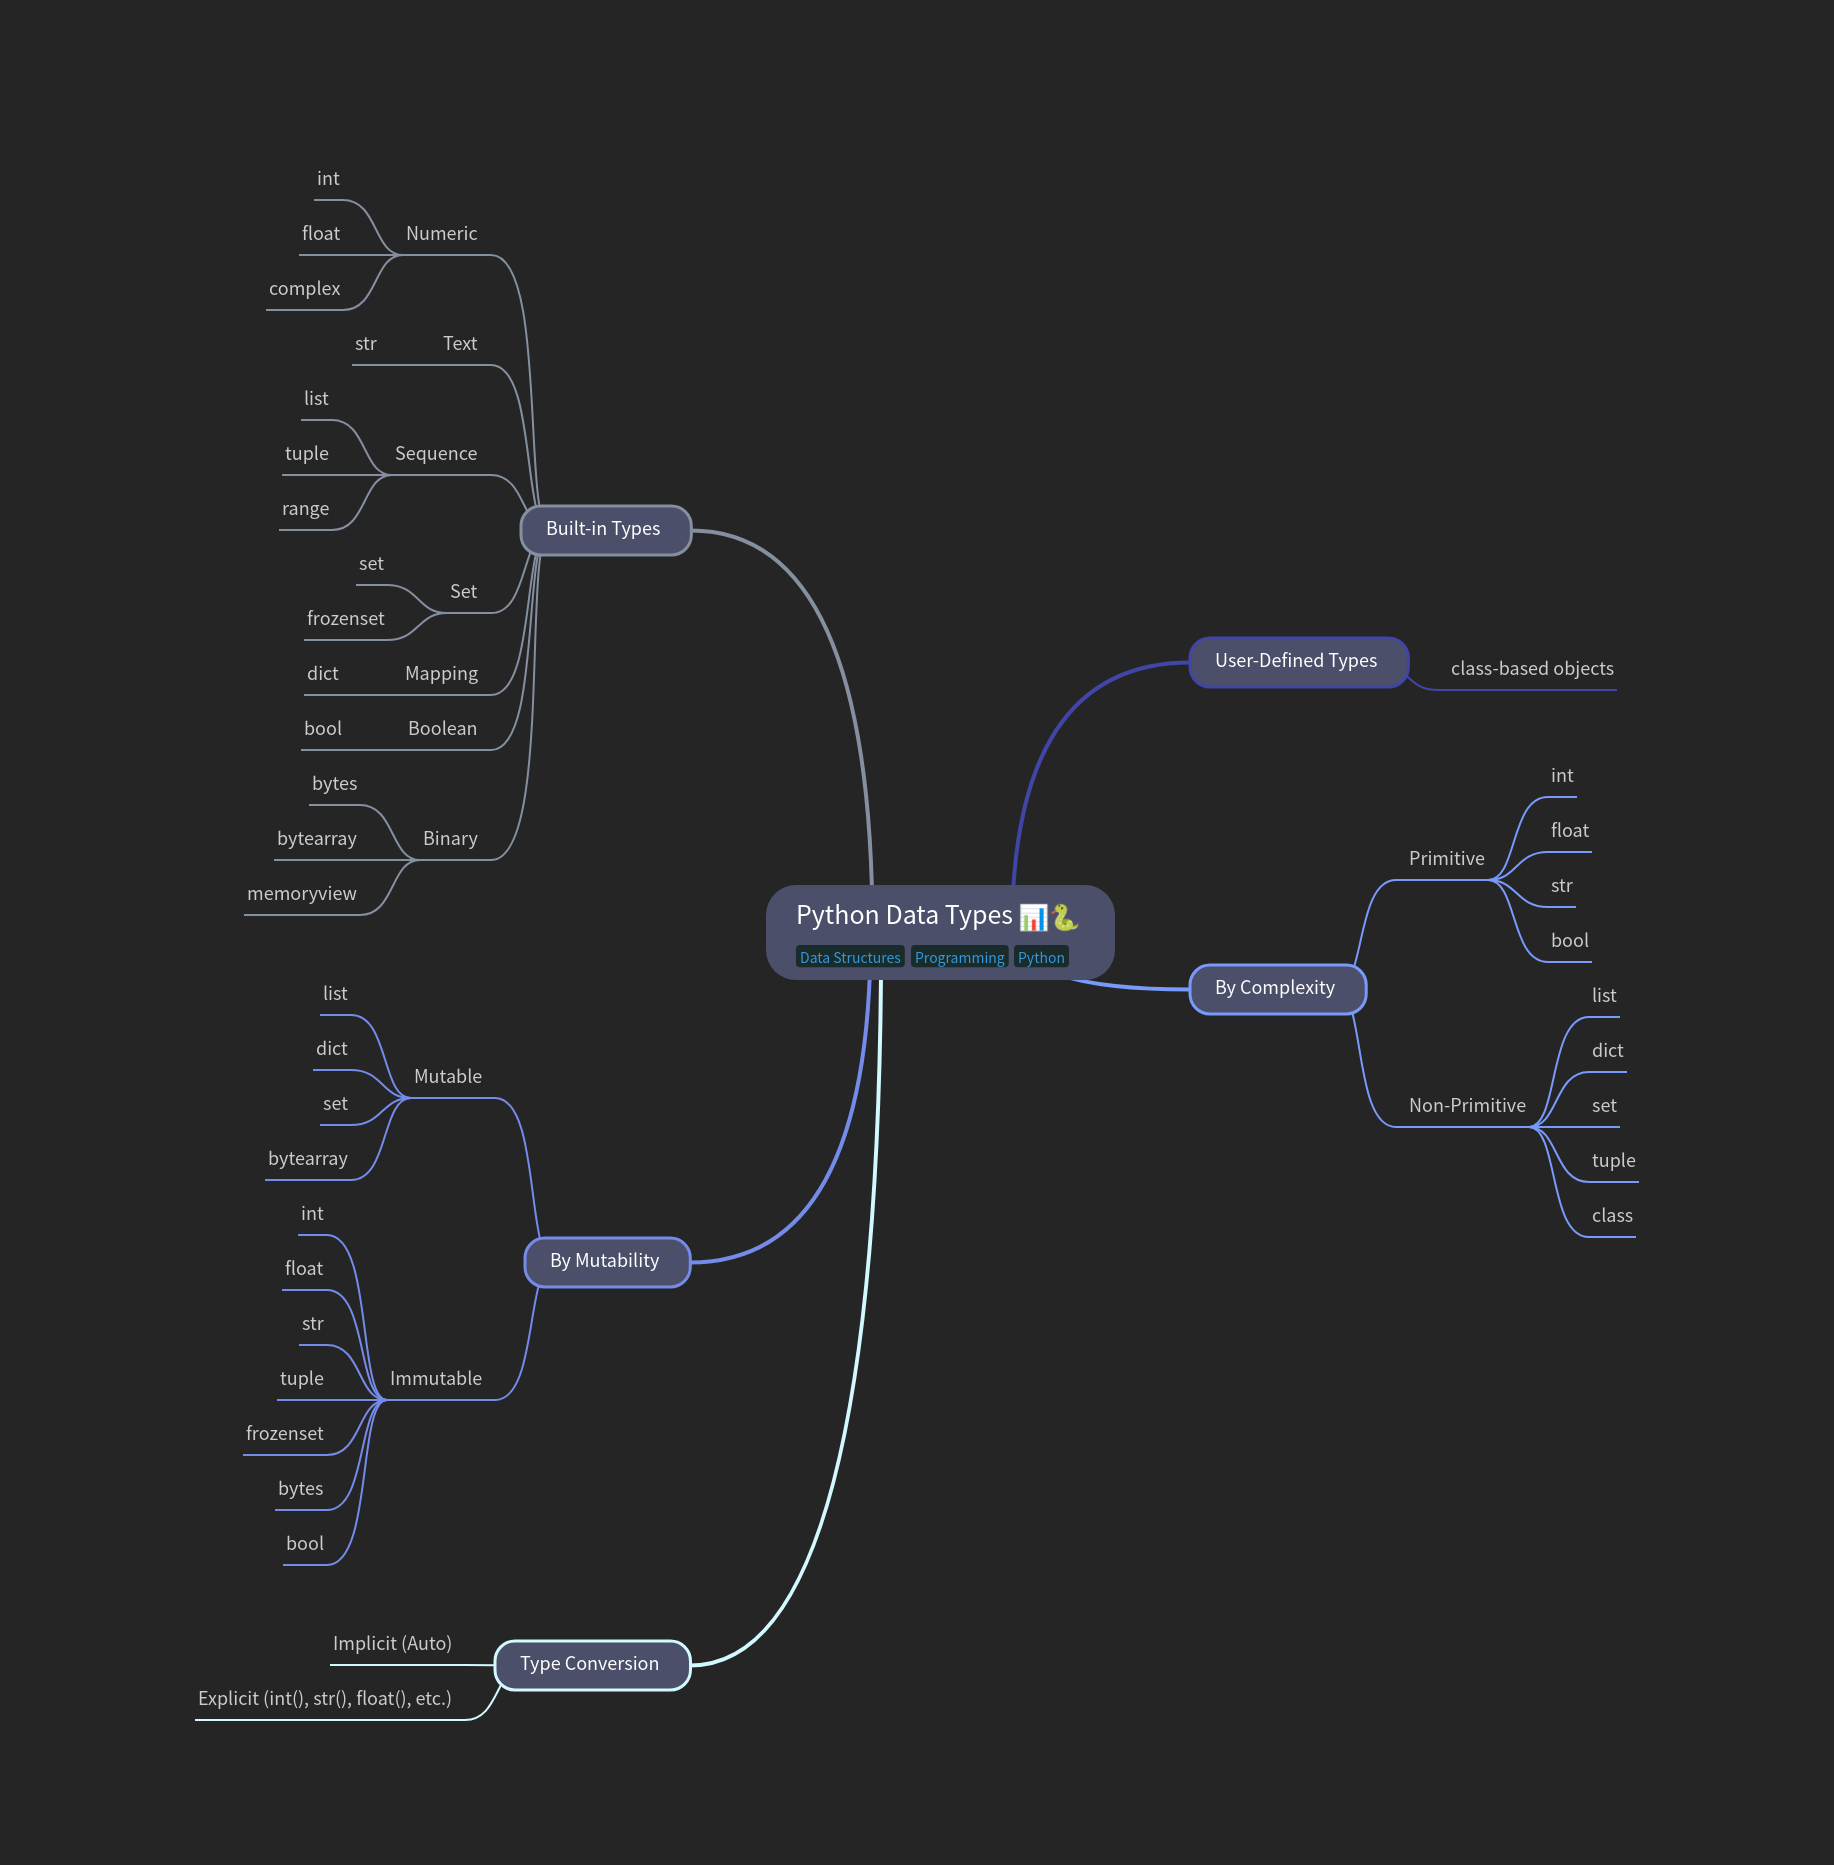 Python Data Types 📊🐍
Data Structures Programming Python
Built-in Types
Numeric
int
float
complex
Text
str
Sequence
list
tuple
range
Set
set
frozenset
Mapping
dict
Boolean
bool
Binary
bytes
bytearray
memoryview
By Mutability
Mutable
list
dict
set
bytearray
Immutable
int
float
str
tuple
frozenset
bytes
bool
Type Conversion
Implicit (Auto)
Explicit (int(), str(), float(), etc.)
User-Defined Types
class-based objects
By Complexity
Primitive
int
float
str
bool
Non-Primitive
list
dict
set
tuple
class